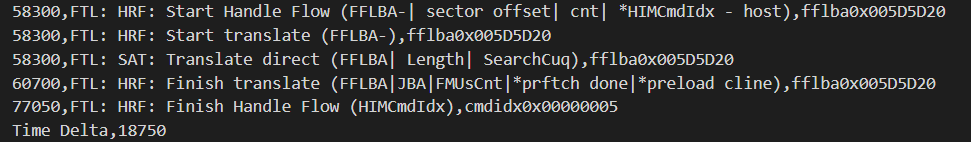 58300,FTL: HRF: Start Handle Flow (FFLBA-| sector offset| cnt| *HIMCmdIdx - host),fflba0x005D5D20
58300,FTL: HRF: Start translate (FFLBA-),fflba0x005D5D20
58300,FTL: SAT: Translate direct (FFLBA| Length| SearchCuq),fflba0x005D5D20
60700,FTL: HRF: Finish translate (FFLBA|JBA|FMUsCnt|*prftch done|*preload cline),fflba0x005D5D20
77050,FTL: HRF: Finish Handle Flow (HIMCmdIdx),cmdidx0x00000005
Time Delta,18750